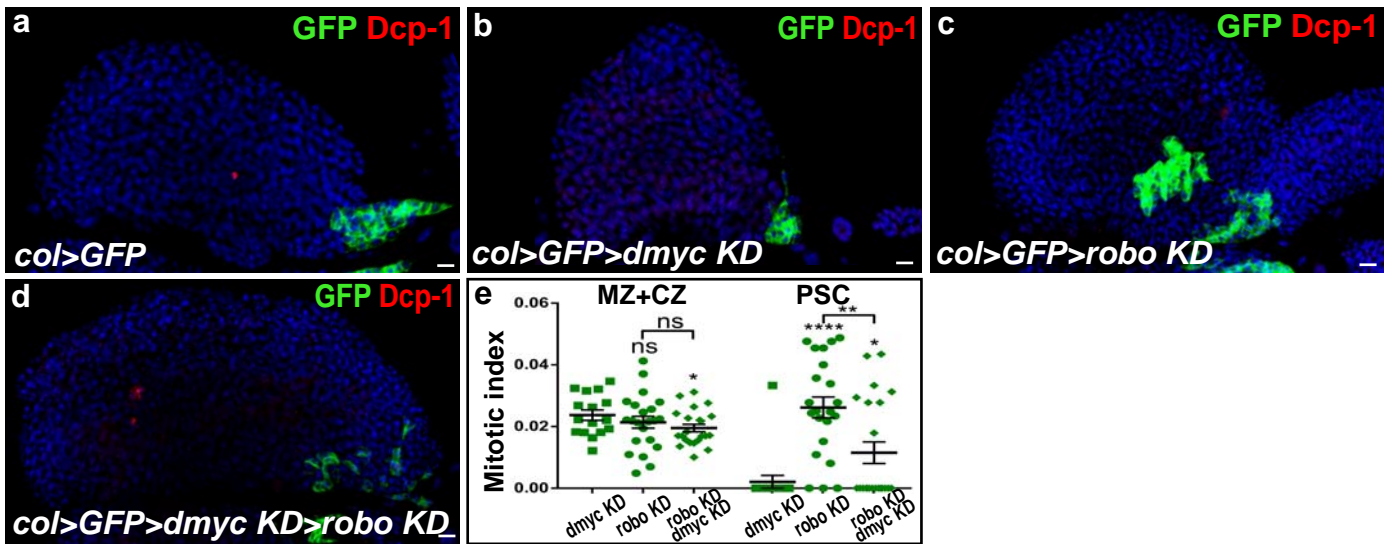 a
GFP Dcp-1
col>GFP
b
GFP Dcp-1
col>GFP>dmyc KD
c
GFP Dcp-1
col>GFP>robo KD
d
GFP Dcp-1
col>GFP>dmyc KD>robo KD
e
MZ+CZ
PSC
Mitotic index
0.06
0.04
0.02
0.00
ns
ns
*
****
**
*
dmyc KD
robo KD
robo KD
dmyc KD
dmyc KD
robo KD
robo KD
dmyc KD